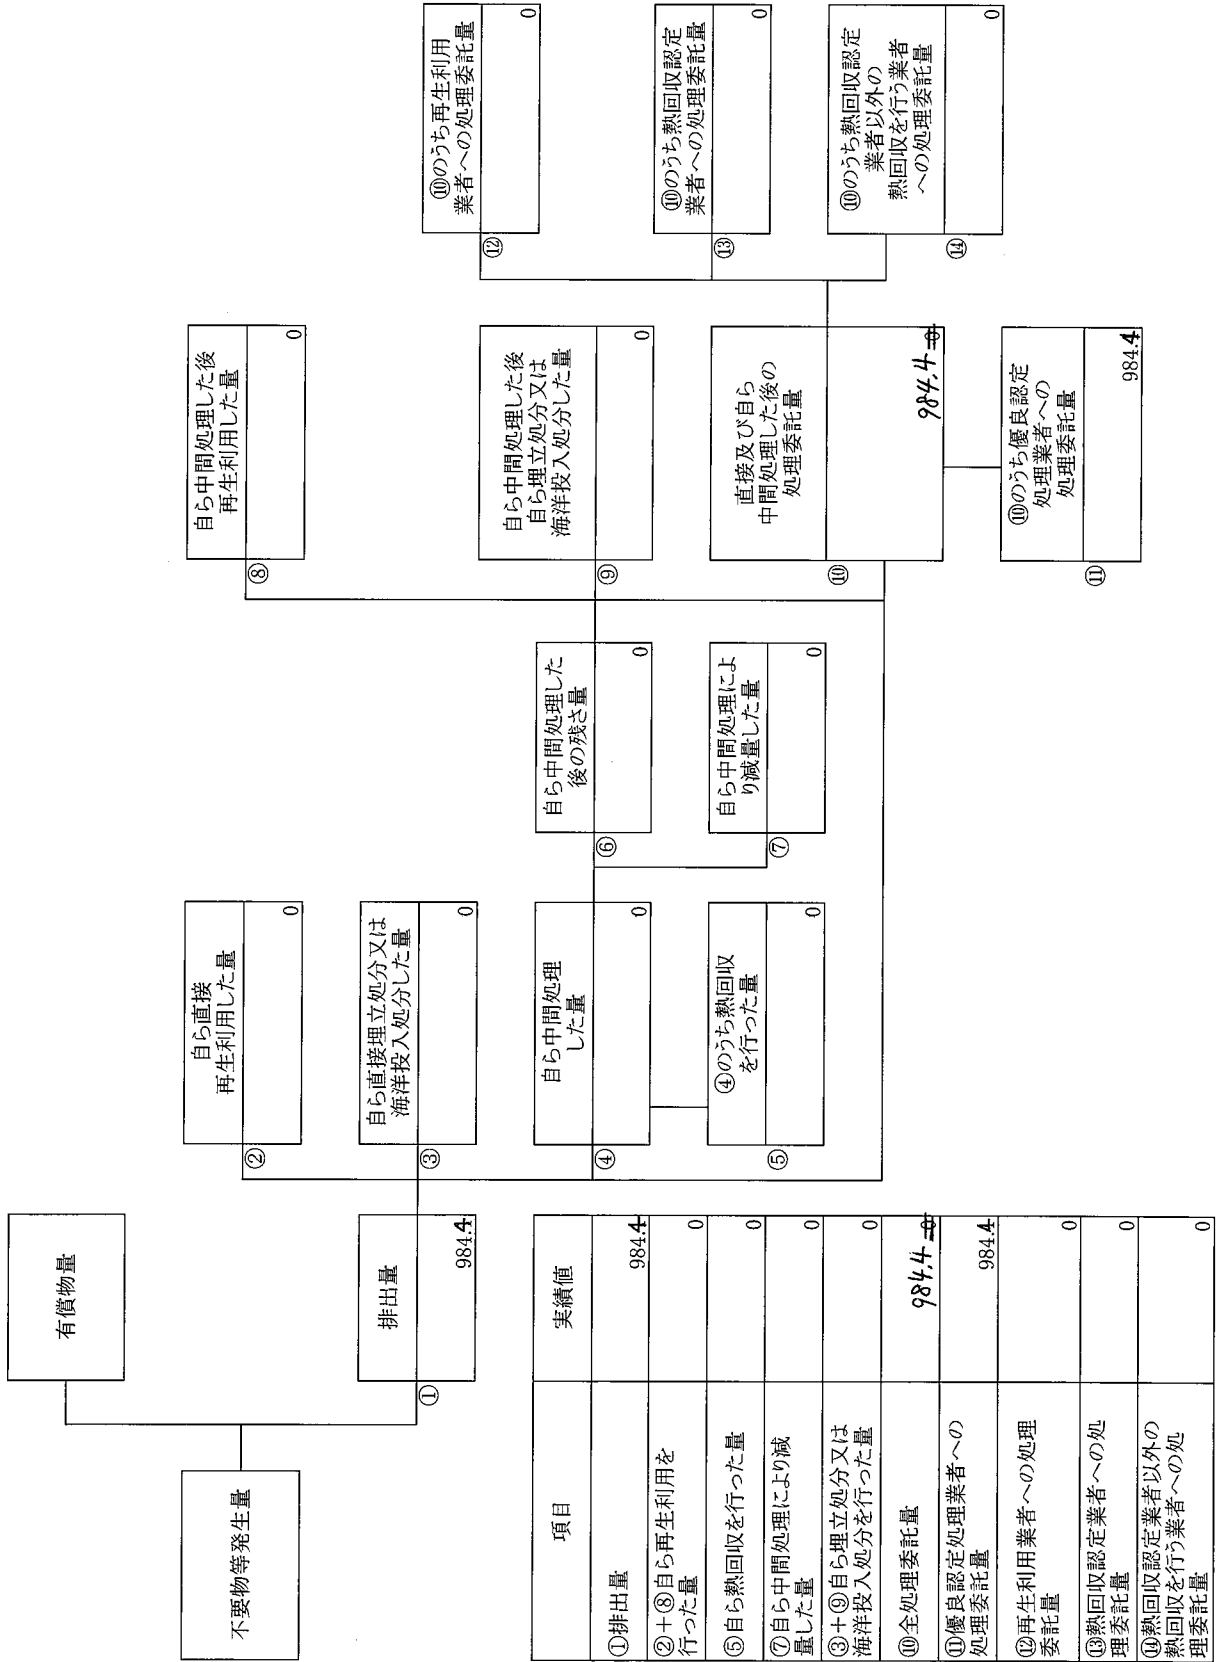 不要物等発生量
有償物量
①
排出量
984.4
②
自ら直接
再生利用した量
0
③
自ら直接埋立処分又は
海洋投入処分した量
0
④
自ら中間処理
した量
0
⑤
④のうち熱回収
を行った量
0
⑥
自ら中間処理した
後の残さ量
0
⑦
自ら中間処理によ
り減量した量
0
⑧
自ら中間処理した後
再生利用した量
0
⑨
自ら中間処理した後
自ら埋立処分又は
海洋投入処分した量
0
⑩
直接及び自ら
中間処理した後の
処理委託量
984.4 0
⑪
⑩のうち優良認定
処理業者への
処理委託量
984.4
⑫
⑩のうち再生利用
業者への処理委託量
0
⑬
⑩のうち熱回収認定
業者への処理委託量
0
⑭
⑩のうち熱回収認定
業者以外の
熱回収を行う業者
への処理委託量
0
項目 実績値
①排出量 984.4
②+⑧自ら再生利用を
行った量 0
⑤自ら熱回収を行った量 0
⑦自ら中間処理により減
量した量 0
③+⑨自ら埋立処分又は
海洋投入処分を行った量 0
⑩全処理委託量 984.4 0
⑪優良認定処理業者への
処理委託量 984.4
⑫再生利用業者への処理
委託量 0
⑬熱回収認定業者への処
理委託量 0
⑭熱回収認定業者以外の
熱回収を行う業者への処
理委託量 0